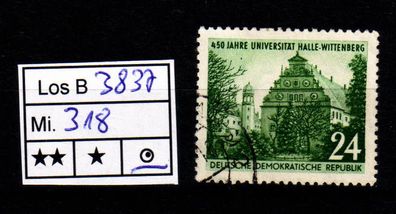 Los B 3837
Mi. 318
★★ ★
450 JAHRE UNIVERSITÄT HALLE-WITTENBERG
24
DEUTSCHE DEMOKRATISCHE REPUBLIK